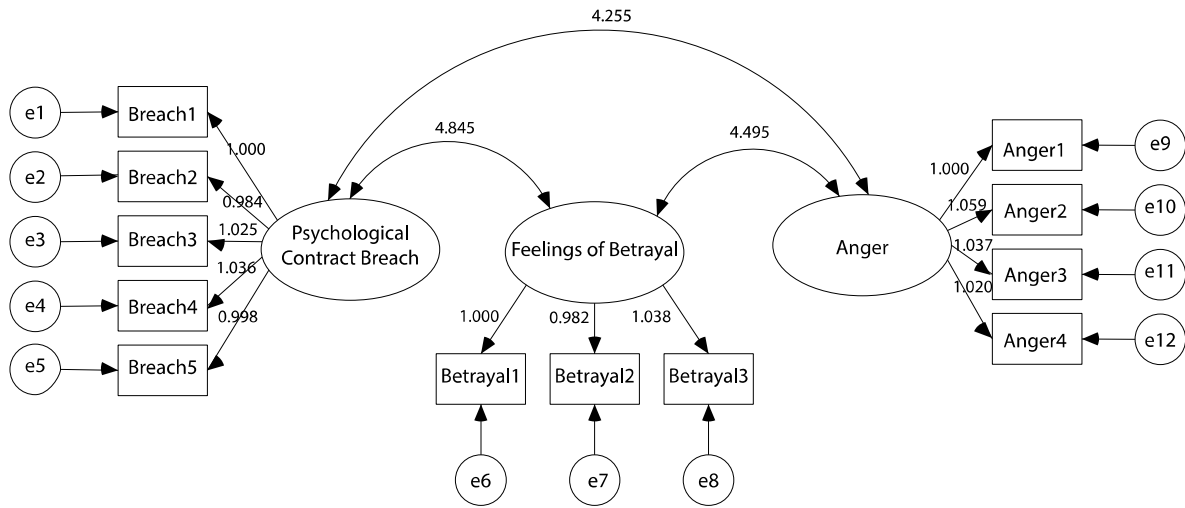 4.255
4.845
4.495
e1
Breach1
1.000
e2
Breach2
0.984
e3
Breach3
1.025
e4
Breach4
1.036
e5
Breach5
0.998
Psychological
Contract Breach
Feelings of Betrayal
Anger
1.000
0.982
1.038
Betrayal1
Betrayal2
Betrayal3
e6
e7
e8
1.000
Anger1
e9
1.059
Anger2
e10
1.037
Anger3
e11
1.020
Anger4
e12